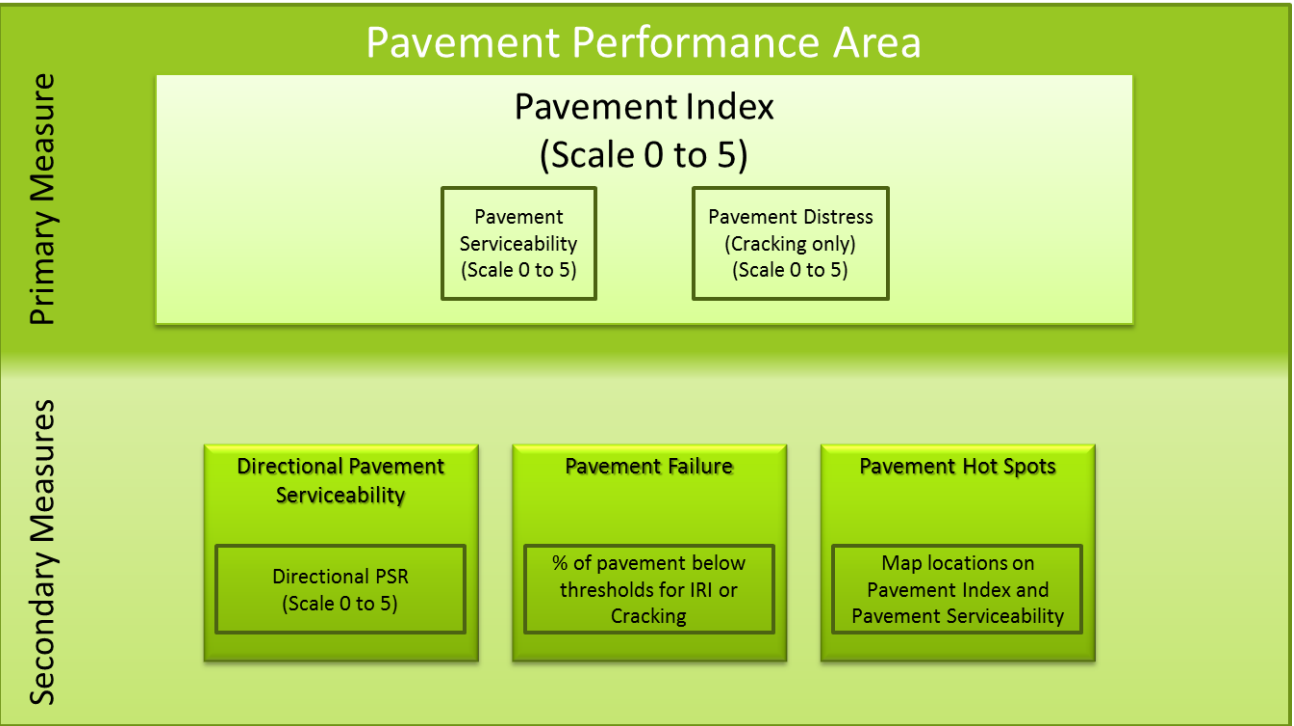 Pavement Performance Area
Primary Measure
Pavement Index
(Scale 0 to 5)
Pavement
Serviceability
(Scale 0 to 5)
Pavement Distress
(Cracking only)
(Scale 0 to 5)
Secondary Measures
Directional Pavement
Serviceability
Directional PSR
(Scale 0 to 5)
Pavement Failure
% of pavement below
thresholds for IRI or
Cracking
Pavement Hot Spots
Map locations on
Pavement Index and
Pavement Serviceability